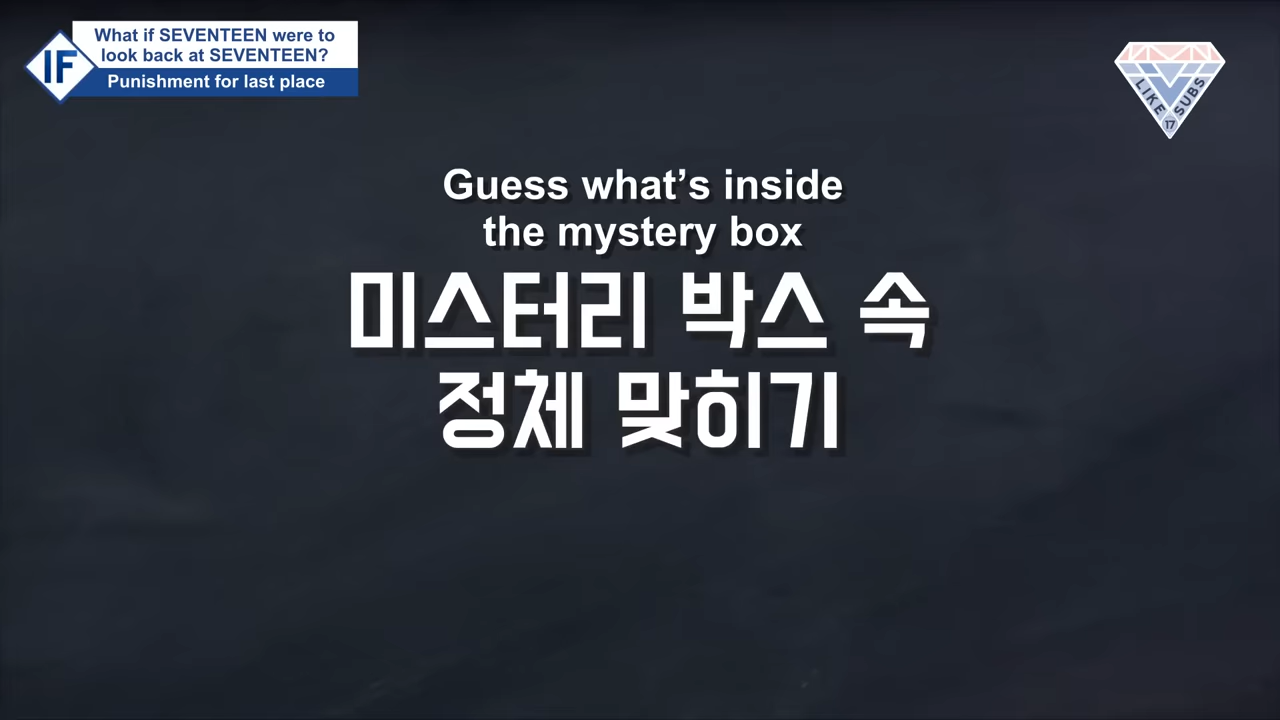 What if SEVENTEEN were to
look back at SEVENTEEN?
IF
Punishment for last place
LIKE 17 SUBS
Guess what’s inside
the mystery box
미스터리 박스 속
정체 맞히기